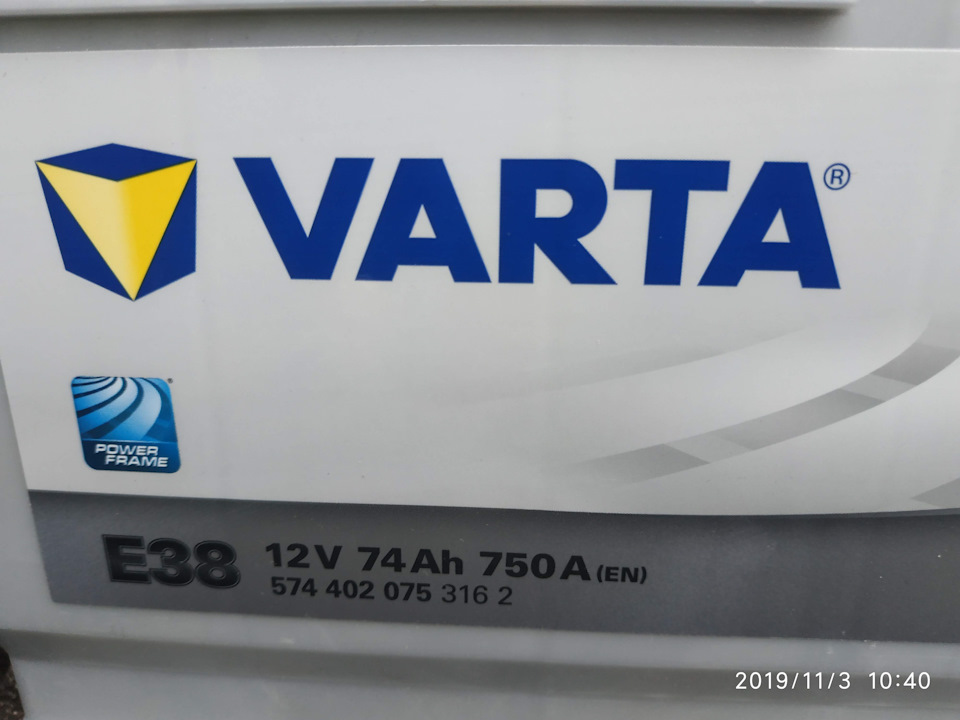 VARTA®
POWER
FRAME
E38 12V 74Ah 750A (EN)
574 402 075 316 2
2019/11/3 10:40